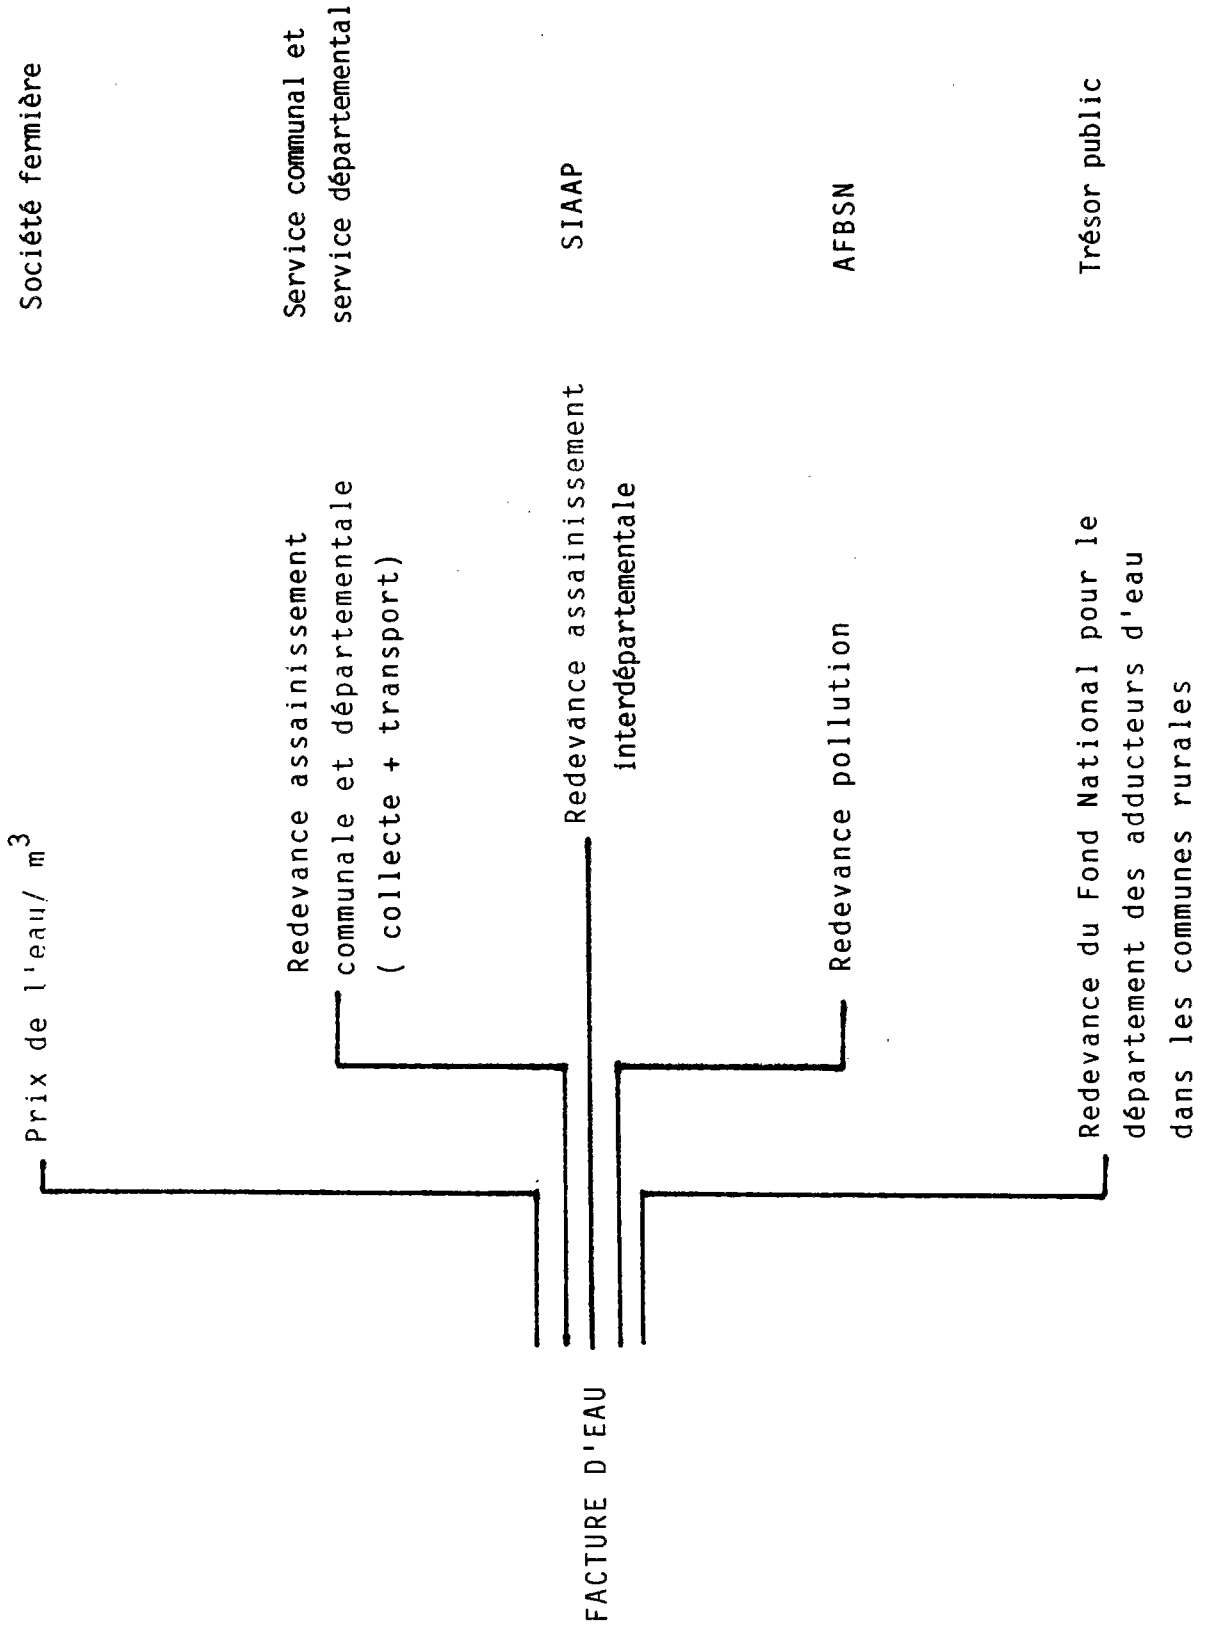 FACTURE D'EAU
Prix de l'eau/ m³
Société fermière
Redevance assainissement
communale et départementale
( collecte + transport)
Service communal et
service départemental
Redevance assainissement
interdépartementale
SIAAP
Redevance pollution
AFBSN
Redevance du Fond National pour le
département des adducteurs d'eau
dans les communes rurales
Trésor public